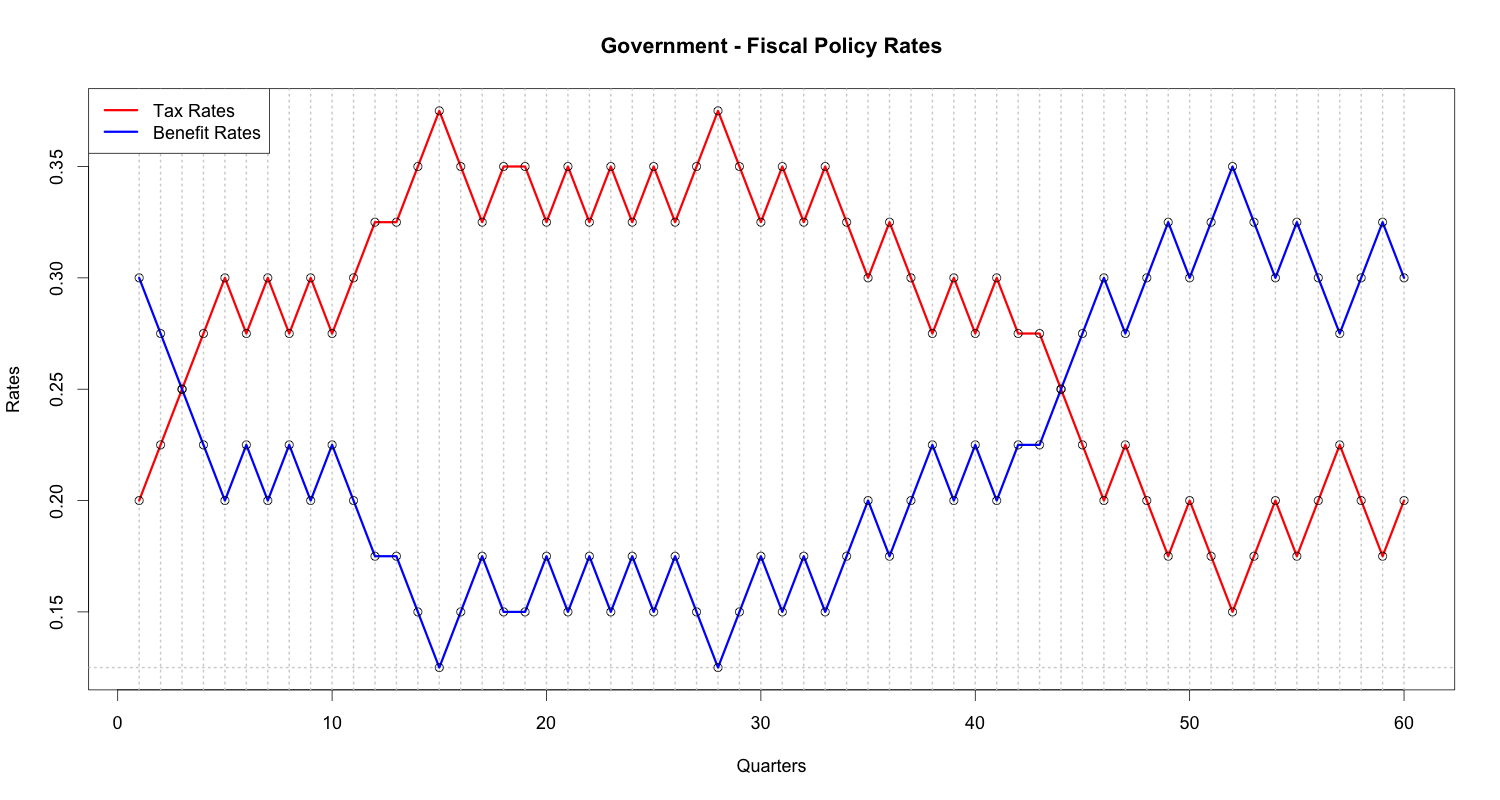 Government - Fiscal Policy Rates
Tax Rates
Benefit Rates
Rates
0.35
0.30
0.25
0.20
0.15
0 10 20 30 40 50 60
Quarters